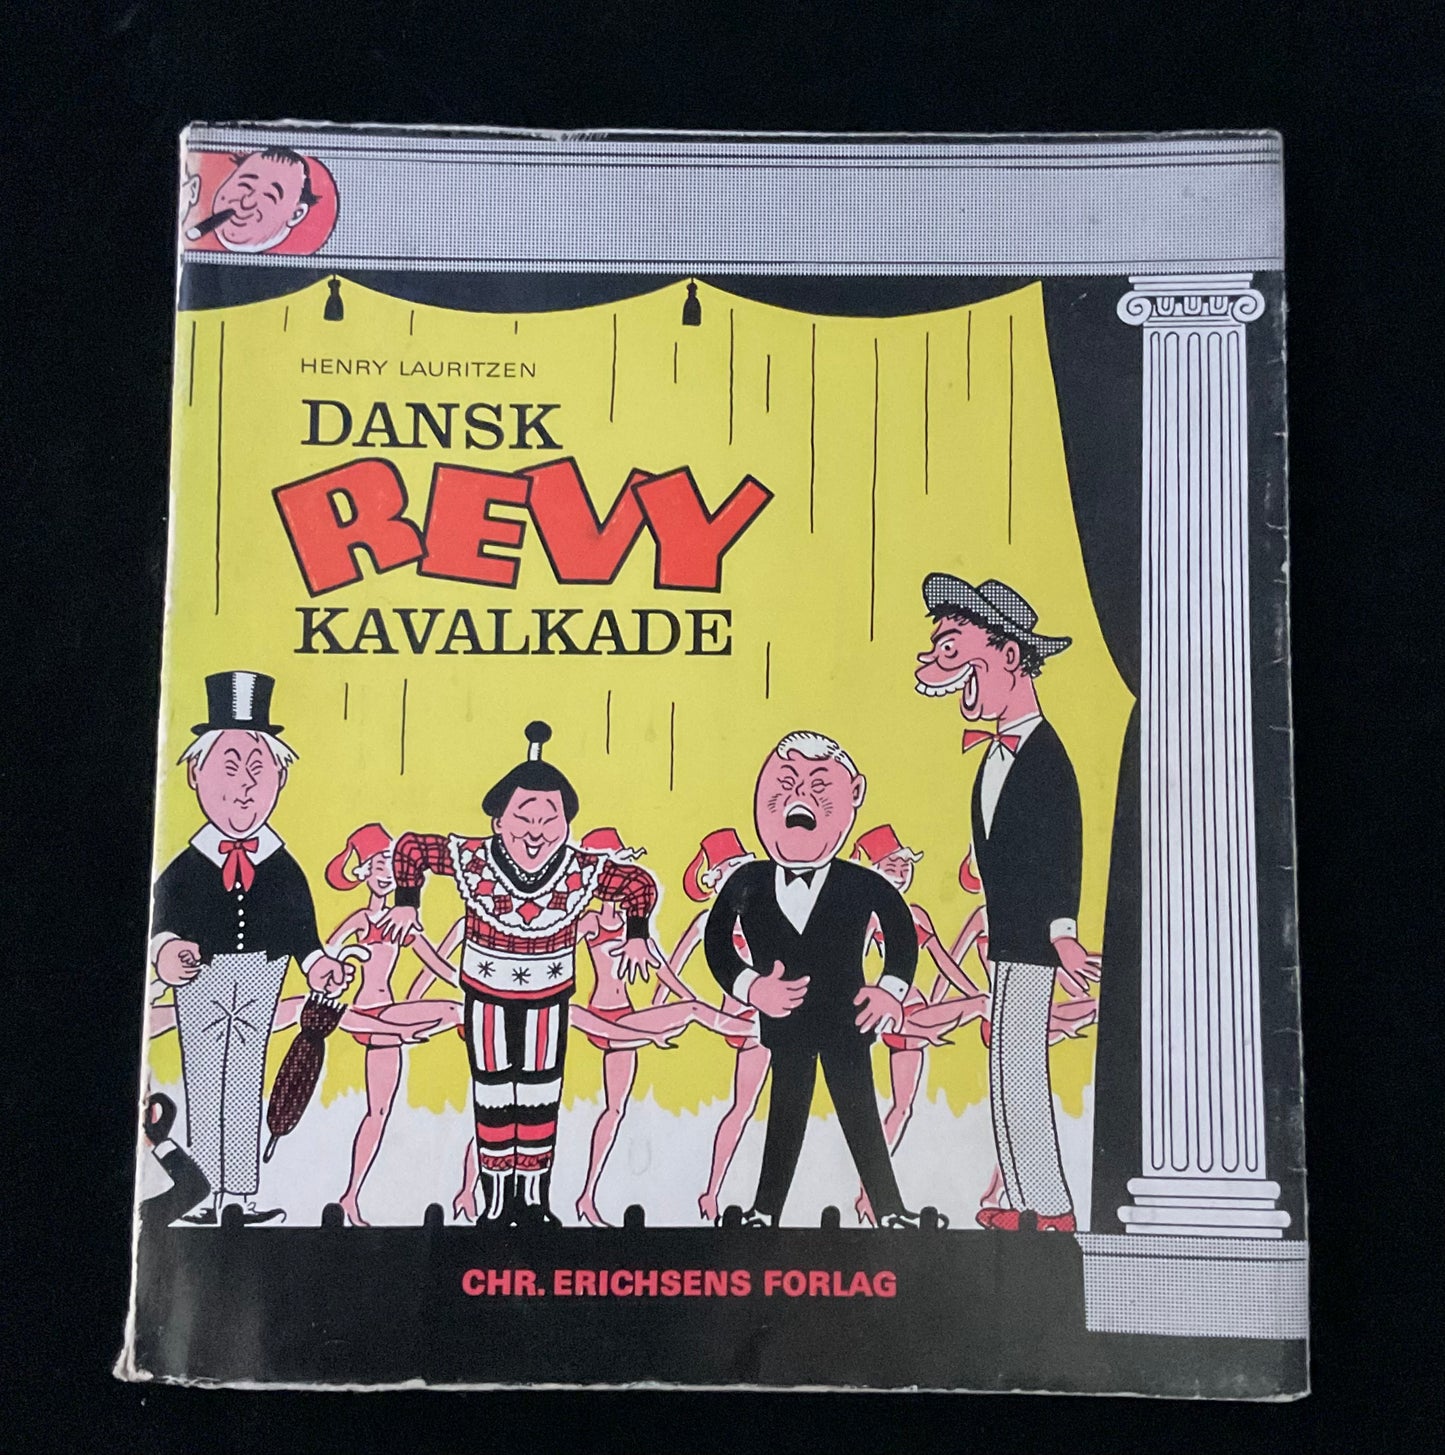 HENRY LAURITZEN
DANSK
REVY
KAVALKADE
CHR. ERICHSENS FORLAG